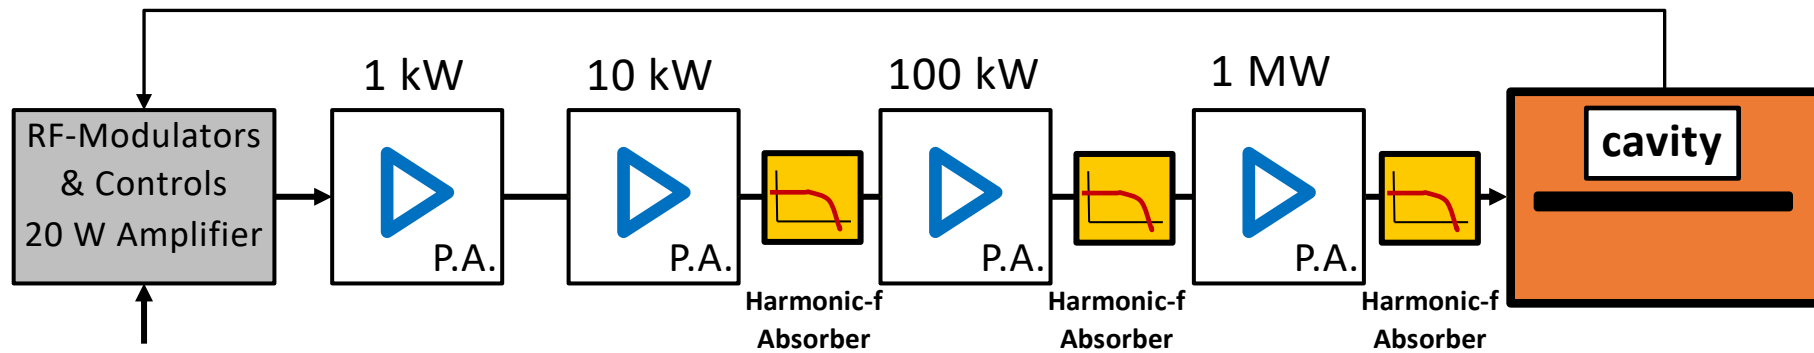 1 kW
10 kW
100 kW
1 MW
RF-Modulators
& Controls
20 W Amplifier
P.A.
P.A.
P.A.
P.A.
cavity
Harmonic-f
Absorber
Harmonic-f
Absorber
Harmonic-f
Absorber